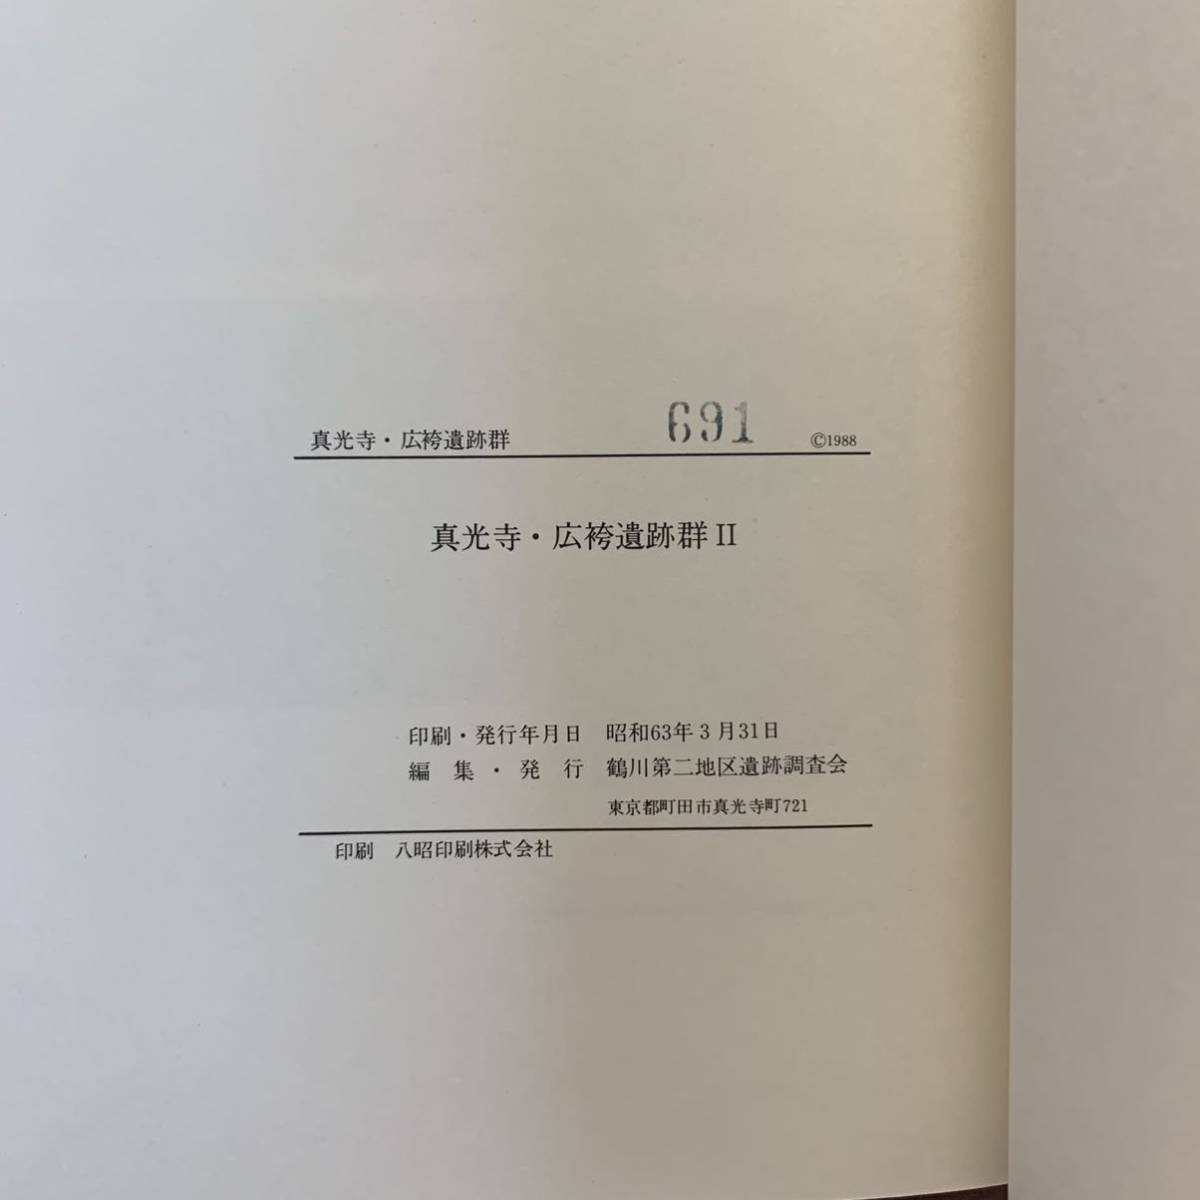 真光寺・広袴遺跡群 691 ©1988
真光寺・広袴遺跡群 II
印刷・発行年月日 昭和63年3月31日
編集・発行 鶴川第二地区遺跡調査会
東京都町田市真光寺町721
印刷 八昭印刷株式会社